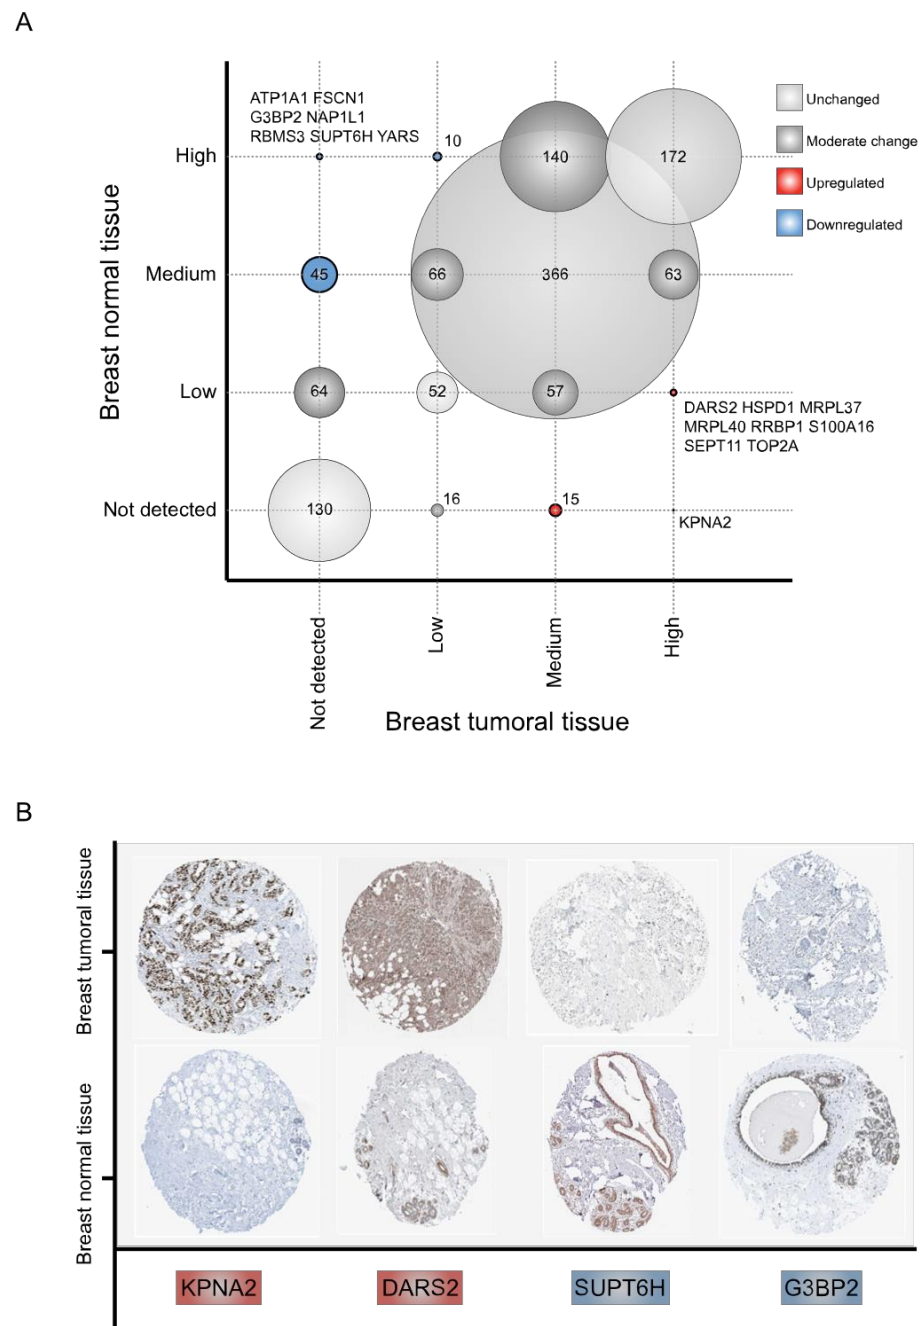 A
ATP1A1 FSCN1
G3BP2 NAP1L1
RBMS3 SUPT6H YARS
Unchanged
Moderate change
Upregulated
Downregulated
Breast normal tissue
High
10
140
172
Medium
45
66
366
63
Low
64
52
57
DARS2 HSPD1 MRPL37
MRPL40 RRBP1 S100A16
SEPT11 TOP2A
Not detected
130
16
15
KPNA2
Not detected
Low
Medium
High
Breast tumoral tissue
B
Breast tumoral tissue
Breast normal tissue
KPNA2
DARS2
SUPT6H
G3BP2